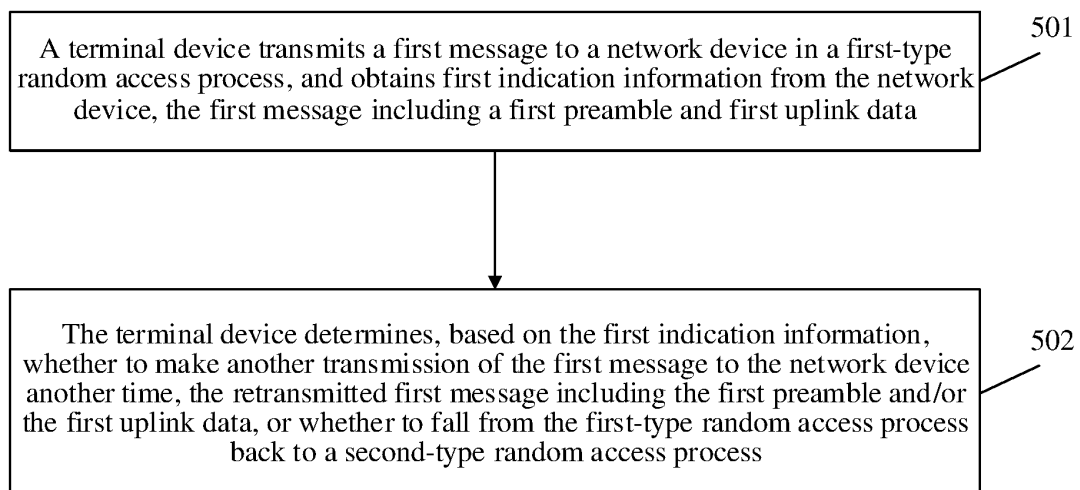 A terminal device transmits a first message to a network device in a first-type
random access process, and obtains first indication information from the network
device, the first message including a first preamble and first uplink data
501
The terminal device determines, based on the first indication information,
whether to make another transmission of the first message to the network device
another time, the retransmitted first message including the first preamble and/or
the first uplink data, or whether to fall from the first-type random access process
back to a second-type random access process
502